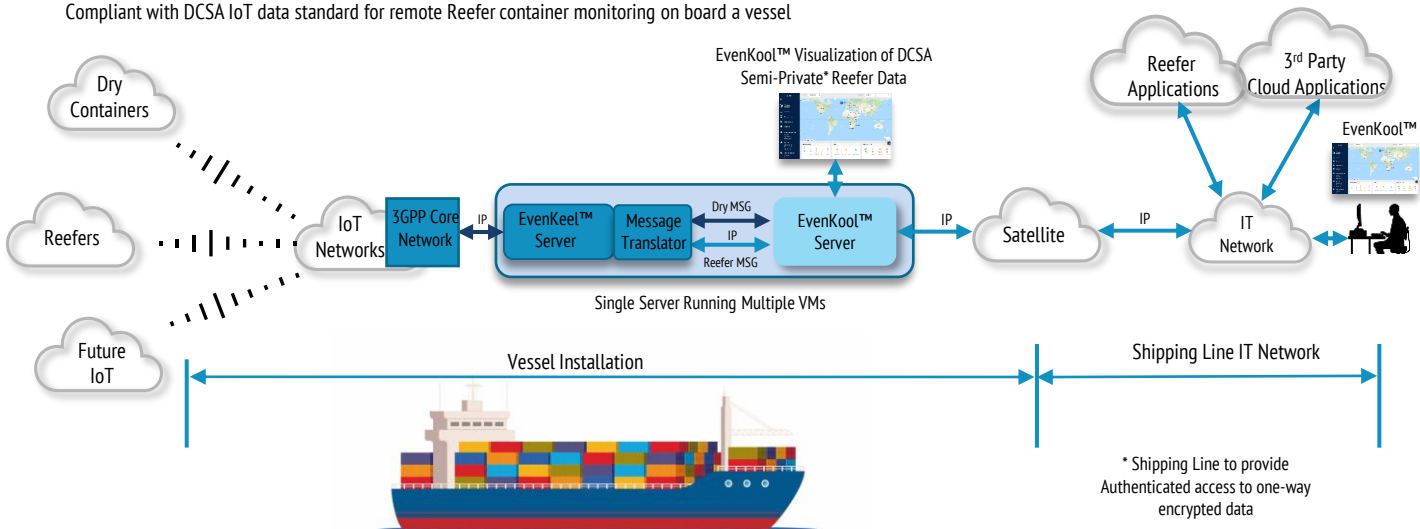 Compliant with DCSA IoT data standard for remote Reefer container monitoring on board a vessel
EvenKool™ Visualization of DCSA
Semi-Private* Reefer Data
Dry
Containers
Reefers
Future
IoT
IoT
Networks
3GPP Core
Network
IP
EvenKeel™
Server
Message
Translator
Dry MSG
IP
Reefer MSG
EvenKool™
Server
IP
Satellite
IP
IT
Network
Reefer
Applications
3rd Party
Cloud Applications
EvenKool™
Single Server Running Multiple VMs
Vessel Installation
Shipping Line IT Network
* Shipping Line to provide
Authenticated access to one-way
encrypted data